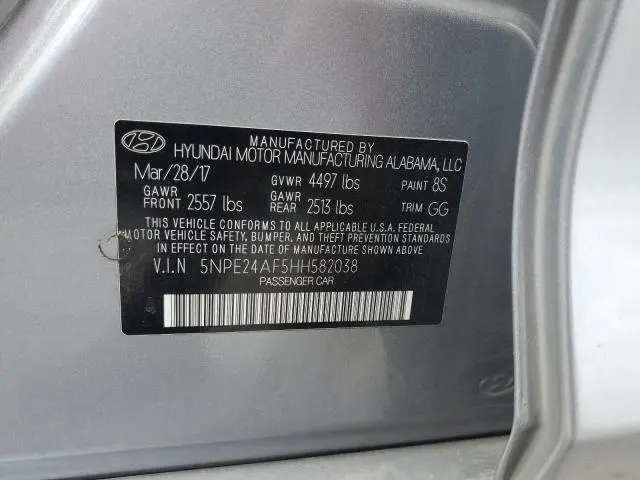 MANUFACTURED BY
HYUNDAI MOTOR MANUFACTURING ALABAMA, LLC
Mar/28/17 GVWR 4497 lbs PAINT 8S
GAWR FRONT 2557 lbs GAWR REAR 2513 lbs TRIM GG
THIS VEHICLE CONFORMS TO ALL APPLICABLE U.S.A. FEDERAL
MOTOR VEHICLE SAFETY, BUMPER, AND THEFT PREVENTION STANDARDS
IN EFFECT ON THE DATE OF MANUFACTURE SHOWN ABOVE
V.I.N 5NPE24AF5HH582038
PASSENGER CAR